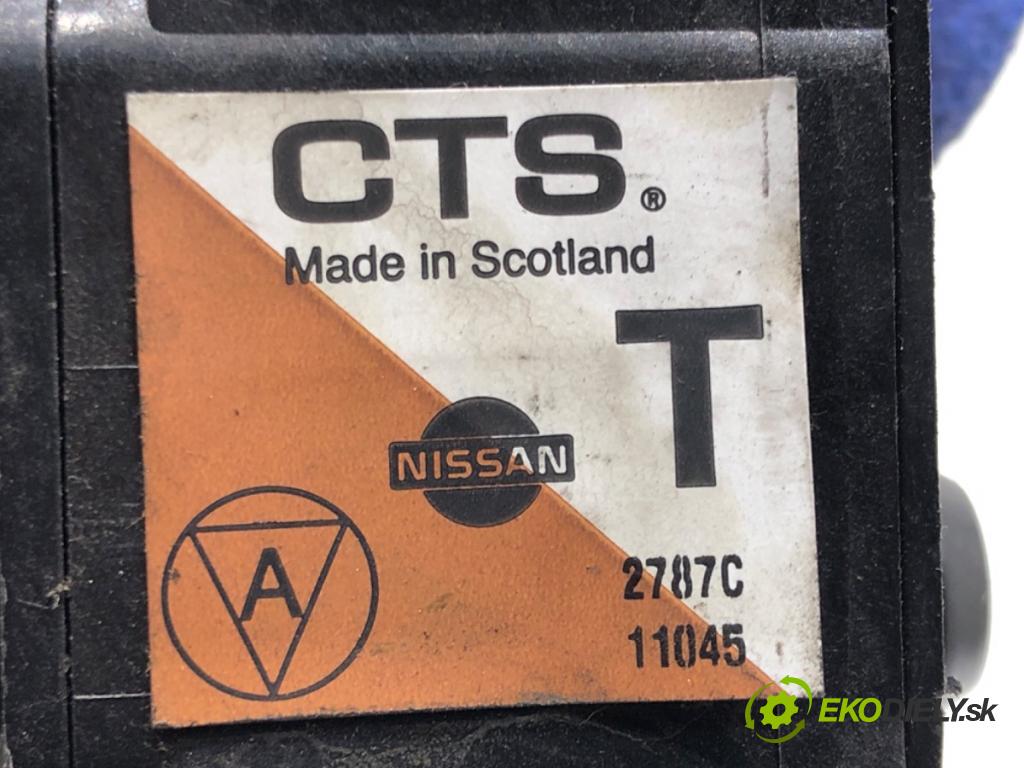 CTS®
Made in Scotland
T
NISSAN
A
2787C
11045
EKODIELY.sk